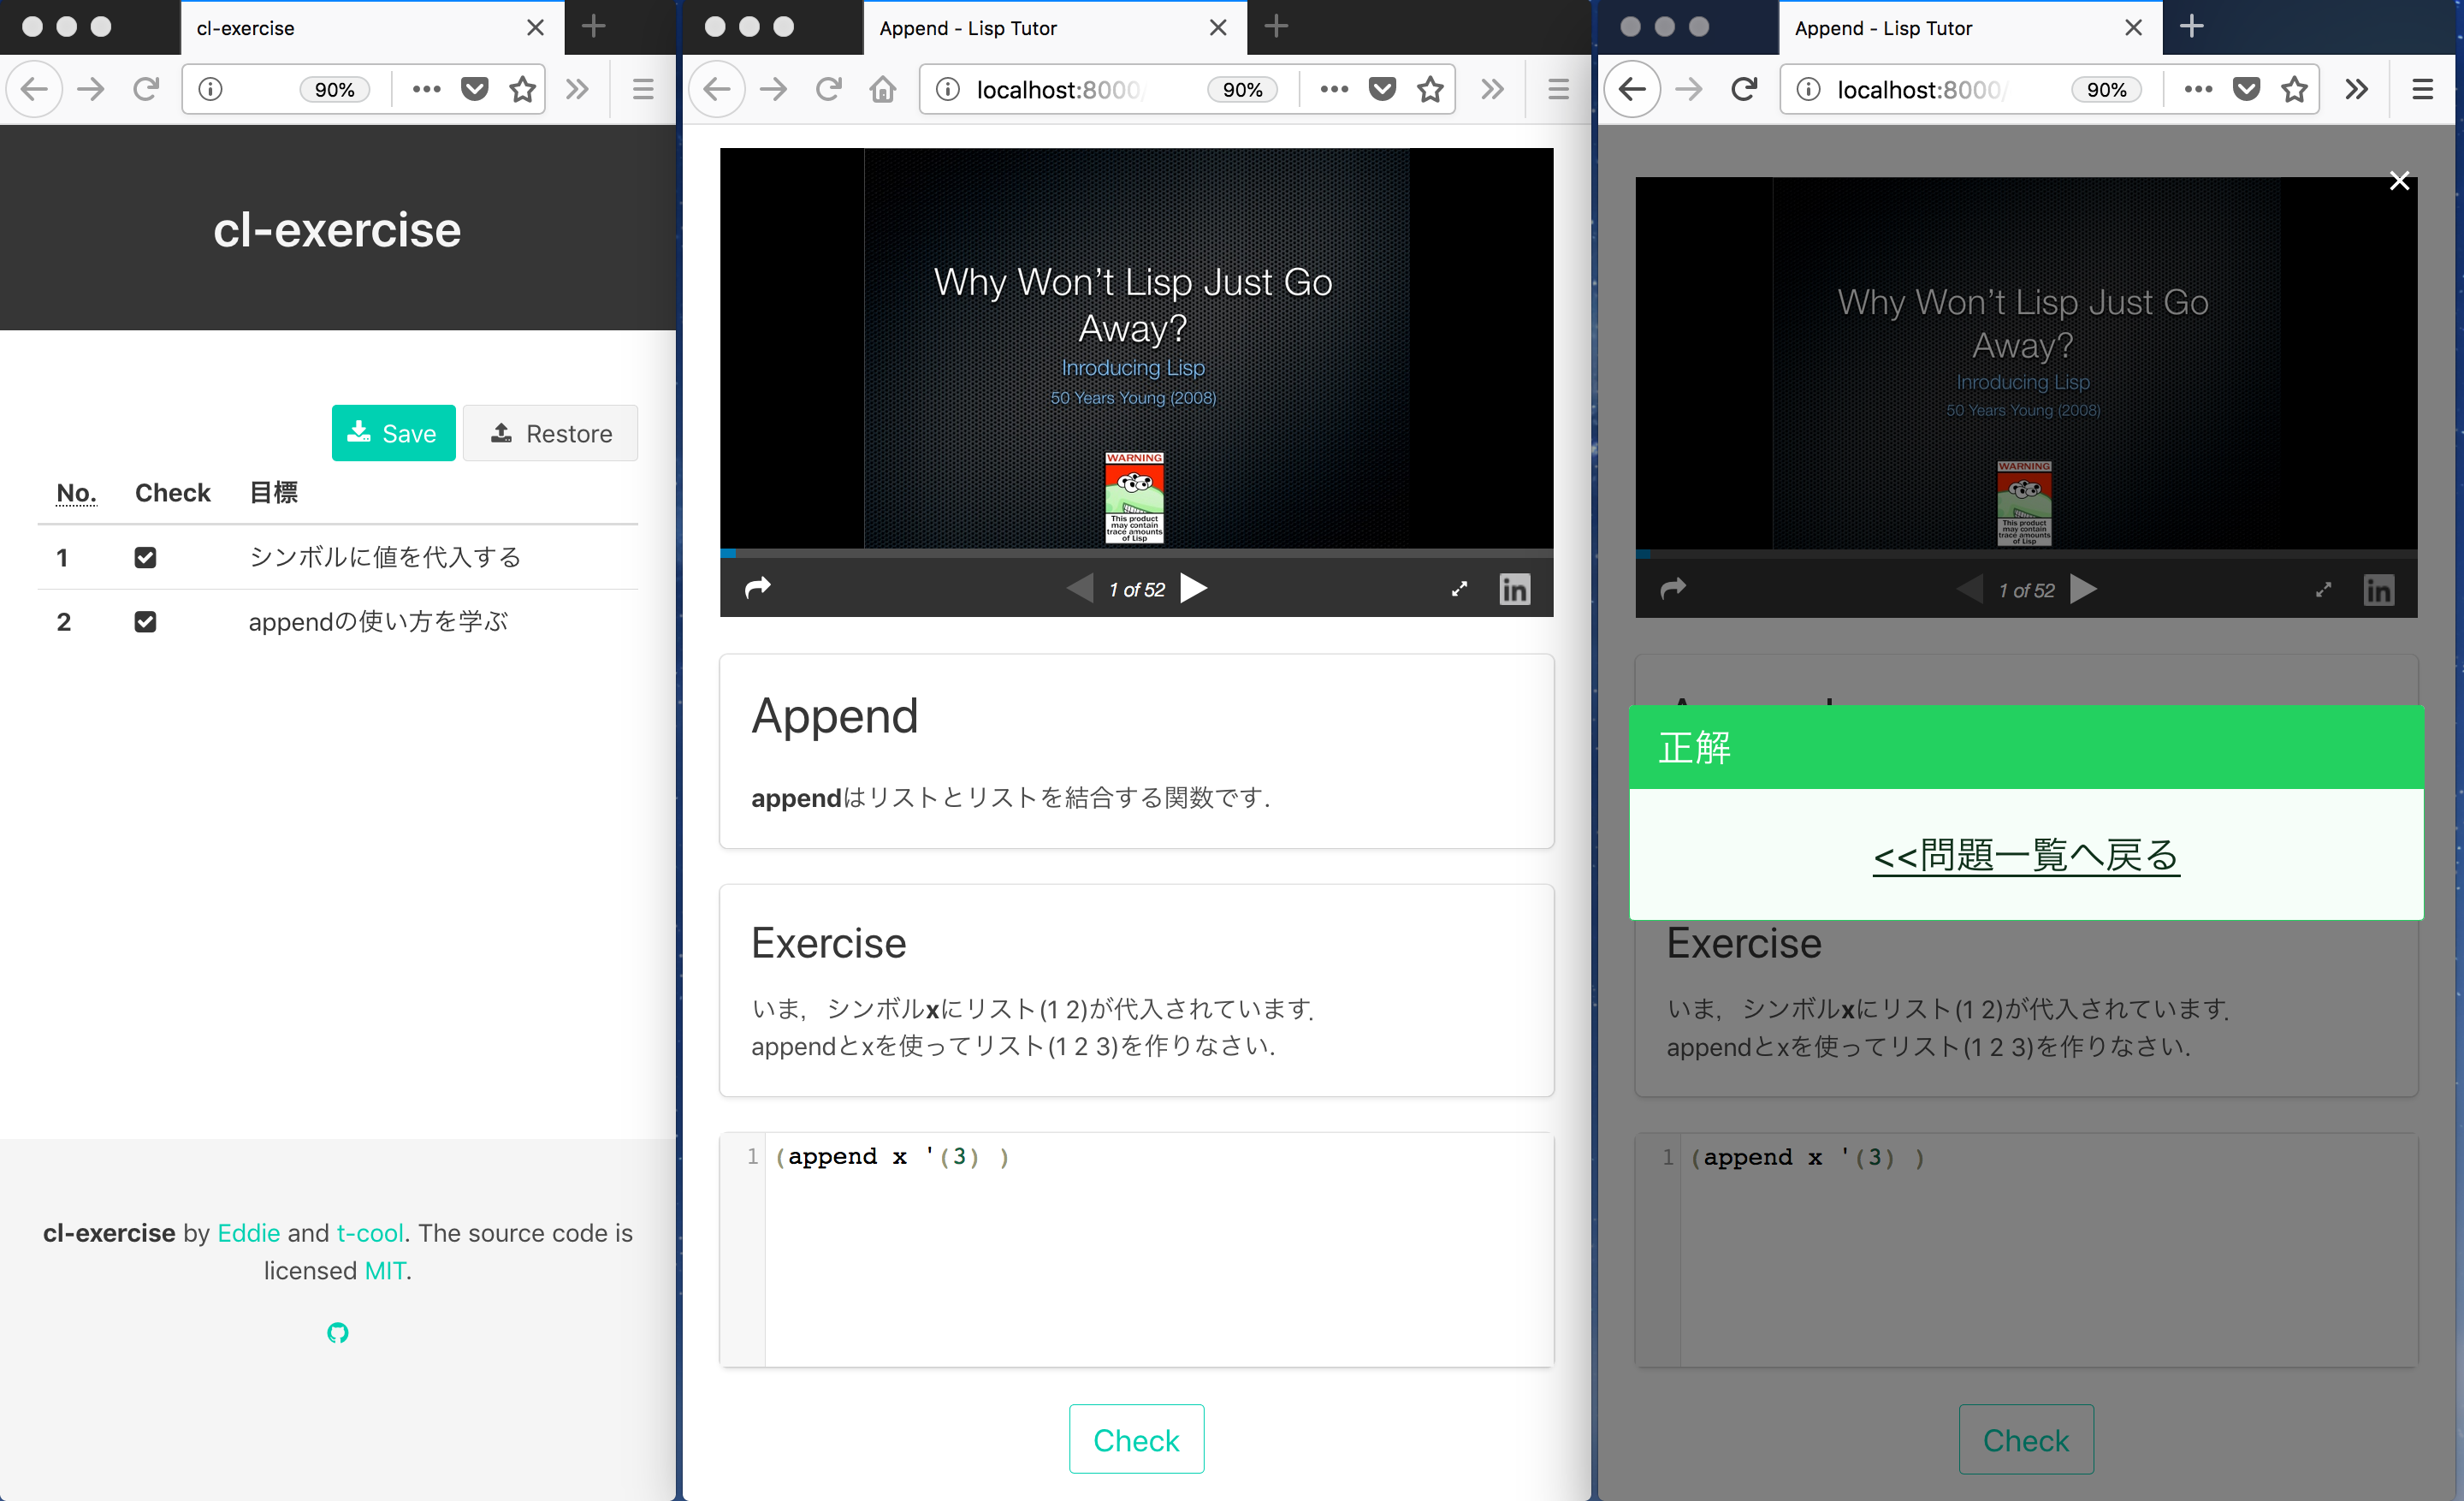 cl-exercise
90%
cl-exercise
Save
Restore
No. Check 目標
1 シンボルに値を代入する
2 appendの使い方を学ぶ
cl-exercise by Eddie and t-cool. The source code is
licensed MIT.
Append - Lisp Tutor
localhost:8000/
90%
Why Won't Lisp Just Go
Away?
Inroducing Lisp
50 Years Young (2008)
WARNING
This product
may contain
trace amounts
of Lisp
1 of 52
in
Append
appendはリストとリストを結合する関数です.
Exercise
いま，シンボルxにリスト(1 2)が代入されています.
appendとxを使ってリスト(1 2 3)を作りなさい.
1 (append x '(3) )
Check
Append - Lisp Tutor
localhost:8000/
90%
Why Won't Lisp Just Go
Away?
Inroducing Lisp
50 Years Young (2008)
WARNING
This product
may contain
trace amounts
of Lisp
1 of 52
in
正解
<<問題一覧へ戻る
Exercise
いま，シンボルxにリスト(1 2)が代入されています.
appendとxを使ってリスト(1 2 3)を作りなさい.
1 (append x '(3) )
Check